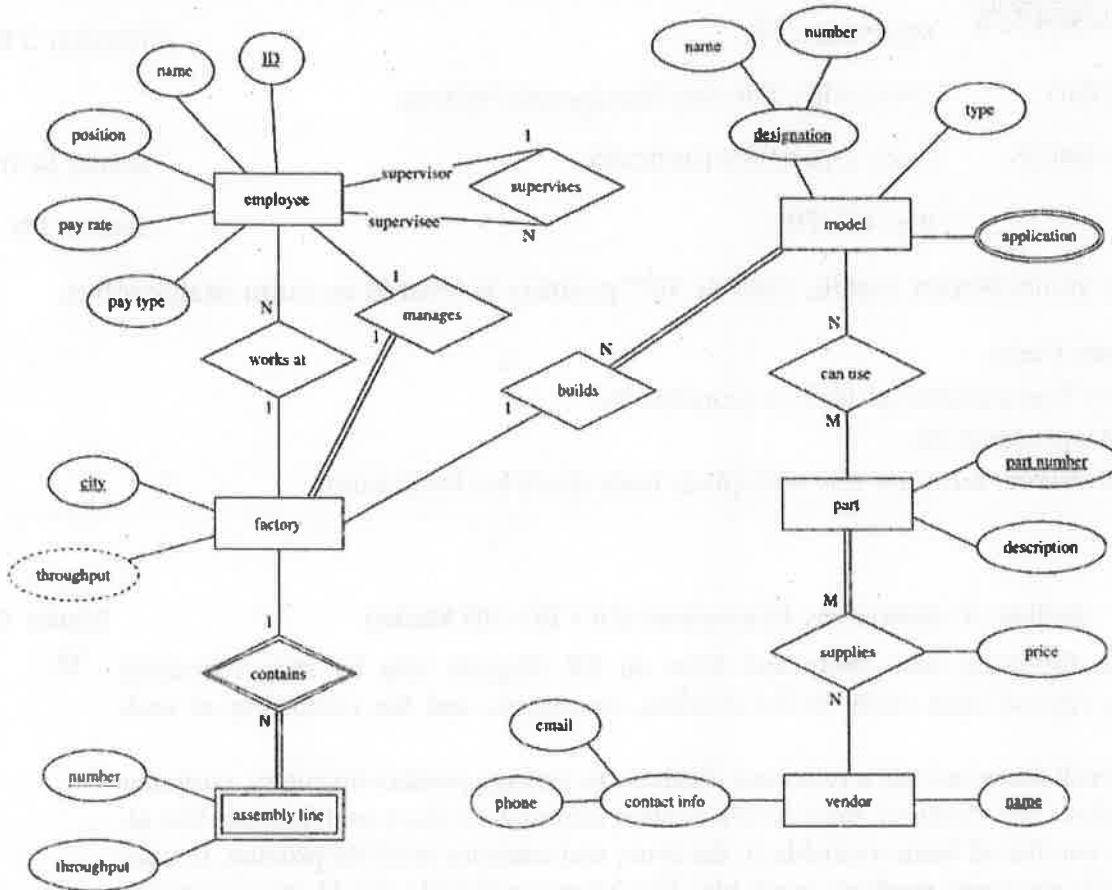 name
ID
position
pay rate
pay type
employee
supervisor
supervisee
1
supervises
N
name
number
designation
type
model
application
N
works at
1
1
manages
1
N
builds
1
N
can use
M
city
throughput
factory
part number
part
description
1
contains
N
M
supplies
N
price
number
assembly line
throughput
email
phone
contact info
vendor
name